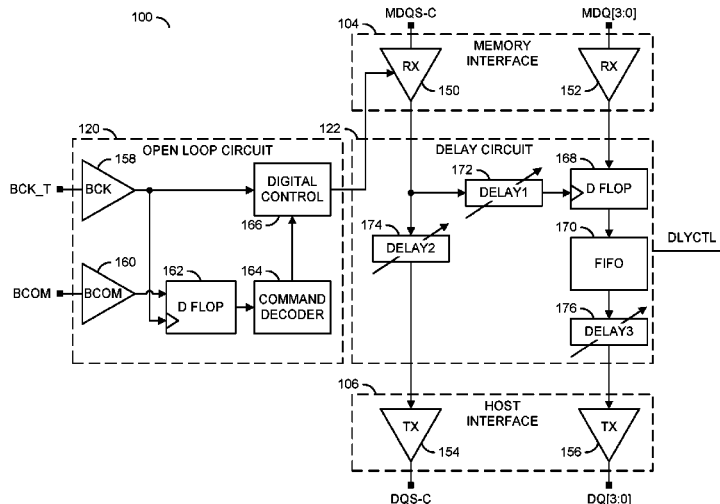 100
MDQS-C
MDQ[3:0]
104
RX
MEMORY
INTERFACE
RX
150
152
120
OPEN LOOP CIRCUIT
122
DELAY CIRCUIT
158
BCK_T
BCK
DIGITAL
CONTROL
166
172
DELAY1
168
D FLOP
174
DELAY2
170
FIFO
DLYCTL
160
BCOM
BCOM
162
D FLOP
164
COMMAND
DECODER
176
DELAY3
106
HOST
INTERFACE
TX
154
TX
156
DQS-C
DQ[3:0]